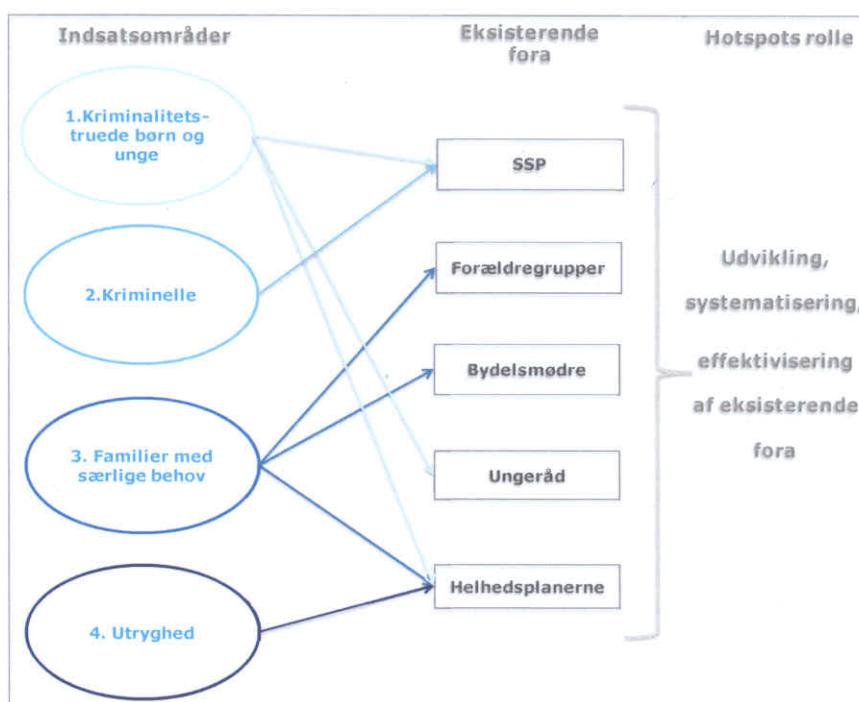 Indsatsområder
Eksisterende
fora
Hotspots rolle
1.Kriminalitets-
truede børn og
unge
2.Kriminelle
3. Familier med
særlige behov
4. Utryghed
SSP
Forældregrupper
Bydelsmødre
Ungeråd
Helhedsplanerne
Udvikling,
systematisering,
effektivisering
af eksisterende
fora